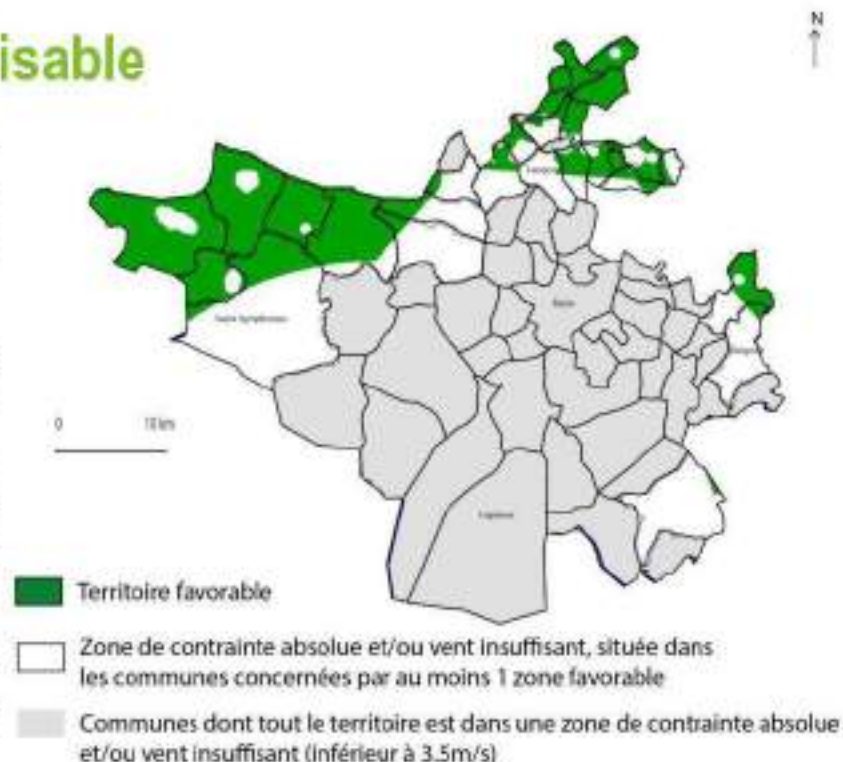 isable
N
0 10 km
Territoire favorable
Zone de contrainte absolue et/ou vent insuffisant, située dans
les communes concernées par au moins 1 zone favorable
Communes dont tout le territoire est dans une zone de contrainte absolue
et/ou vent insuffisant (inférieur à 3.5m/s)